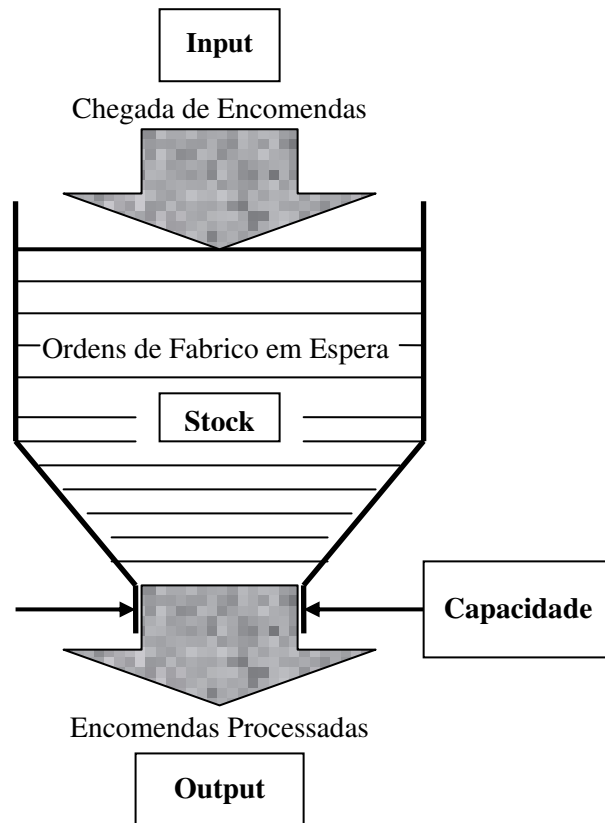 Input
Chegada de Encomendas
Ordens de Fabrico em Espera
Stock
Capacidade
Encomendas Processadas
Output